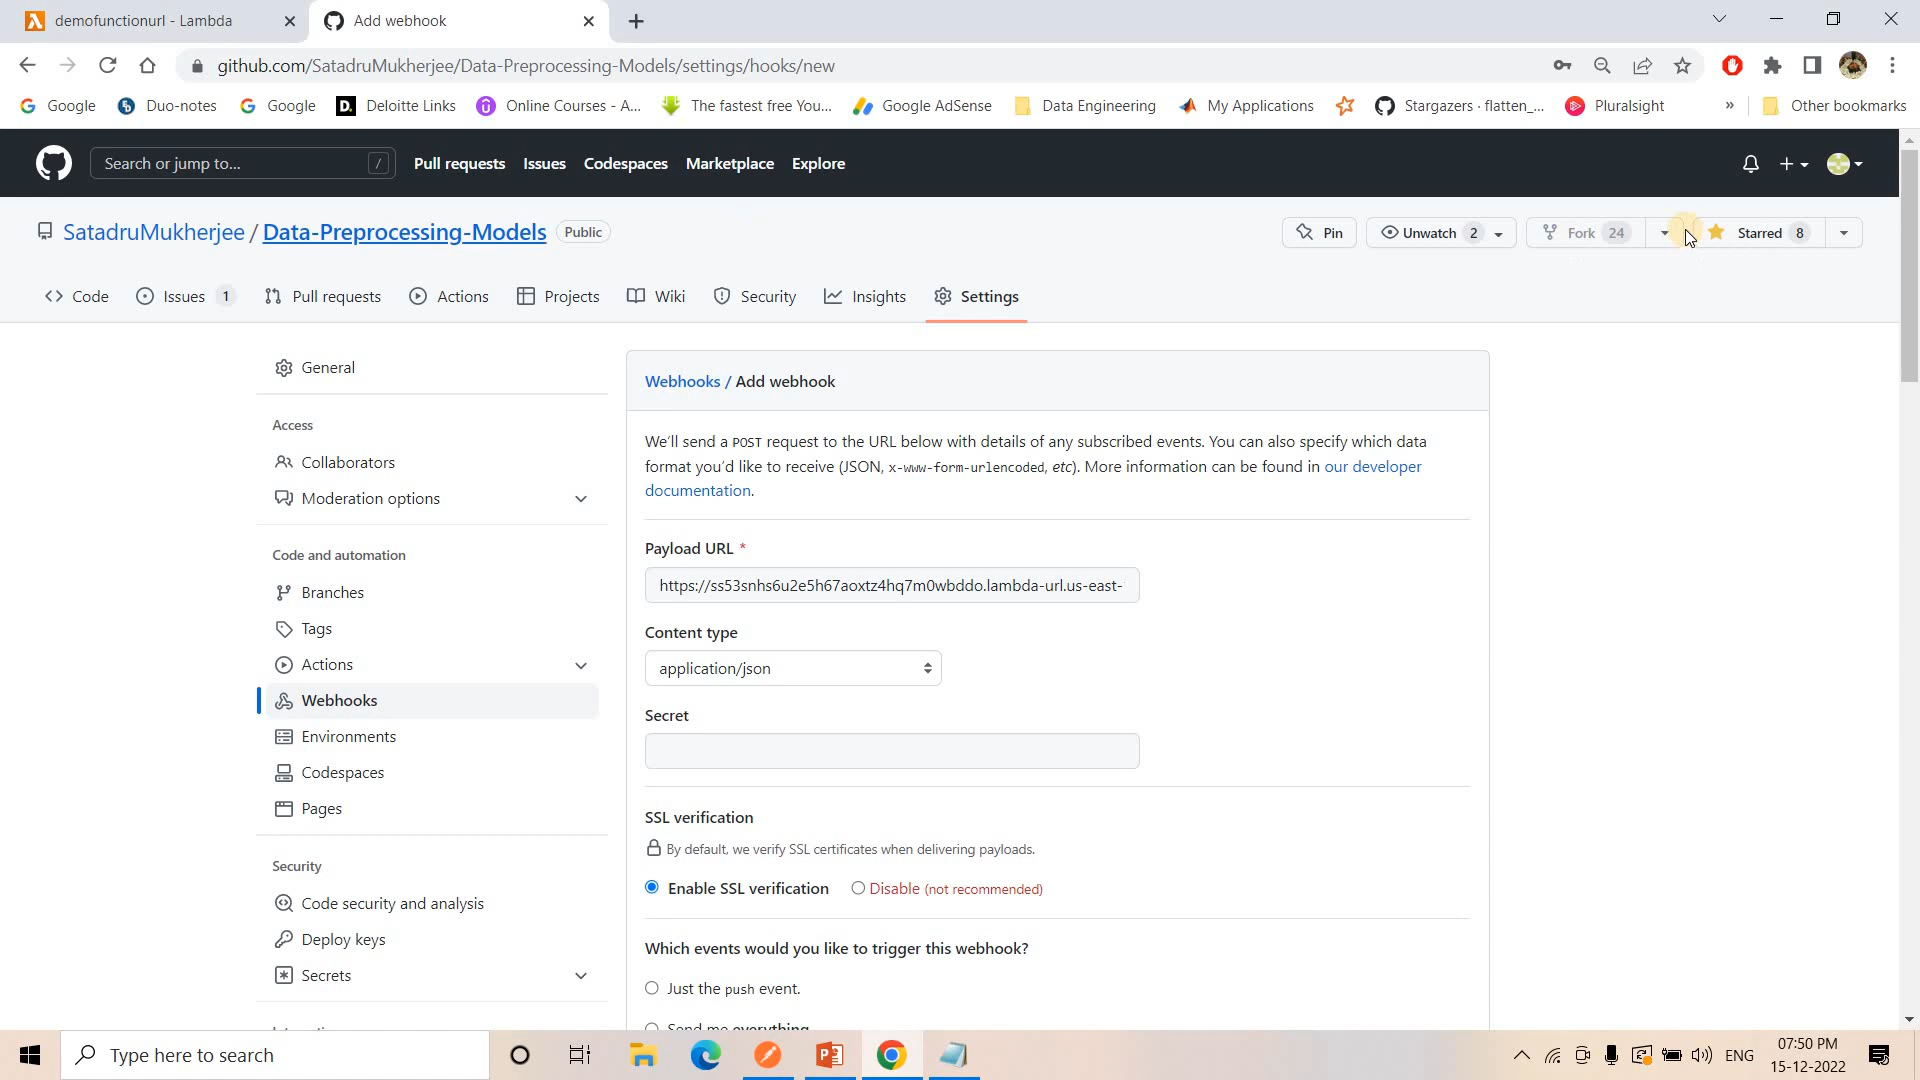 demofunctionurl - Lambda
Add webhook
github.com/SatadruMukherjee/Data-Preprocessing-Models/settings/hooks/new
Google
Duo-notes
Google
Deloitte Links
Online Courses - A...
The fastest free You...
Google AdSense
Data Engineering
My Applications
Stargazers · flatten_...
Pluralsight
»
Other bookmarks
Search or jump to...
/
Pull requests
Issues
Codespaces
Marketplace
Explore
SatadruMukherjee / Data-Preprocessing-Models
Public
Pin
Unwatch 2
Fork 24
Starred 8
Code
Issues 1
Pull requests
Actions
Projects
Wiki
Security
Insights
Settings
General
Access
Collaborators
Moderation options
Code and automation
Branches
Tags
Actions
Webhooks
Environments
Codespaces
Pages
Security
Code security and analysis
Deploy keys
Secrets
Webhooks / Add webhook
We'll send a POST request to the URL below with details of any subscribed events. You can also specify which data
format you'd like to receive (JSON, x-www-form-urlencoded, etc). More information can be found in our developer
documentation.
Payload URL *
https://ss53snhs6u2e5h67aoxtz4hq7m0wbddo.lambda-url.us-east-
Content type
application/json
Secret
SSL verification
By default, we verify SSL certificates when delivering payloads.
Enable SSL verification
Disable (not recommended)
Which events would you like to trigger this webhook?
Just the push event.
Send me everything
Type here to search
ENG
07:50 PM
15-12-2022